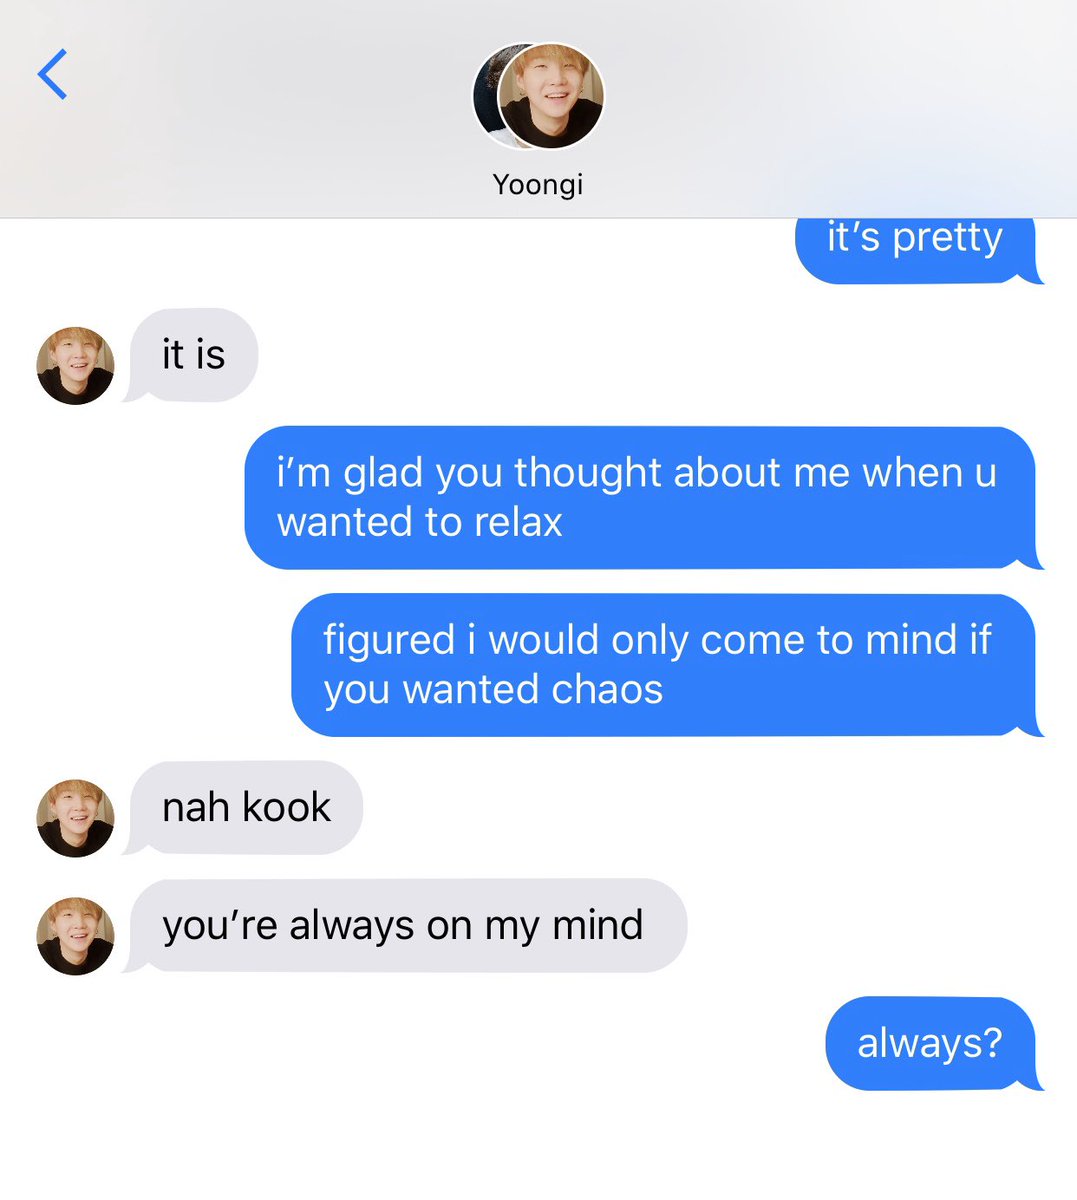 Yoongi
it’s pretty
it is
i’m glad you thought about me when u
wanted to relax
figured i would only come to mind if
you wanted chaos
nah kook
you’re always on my mind
always?